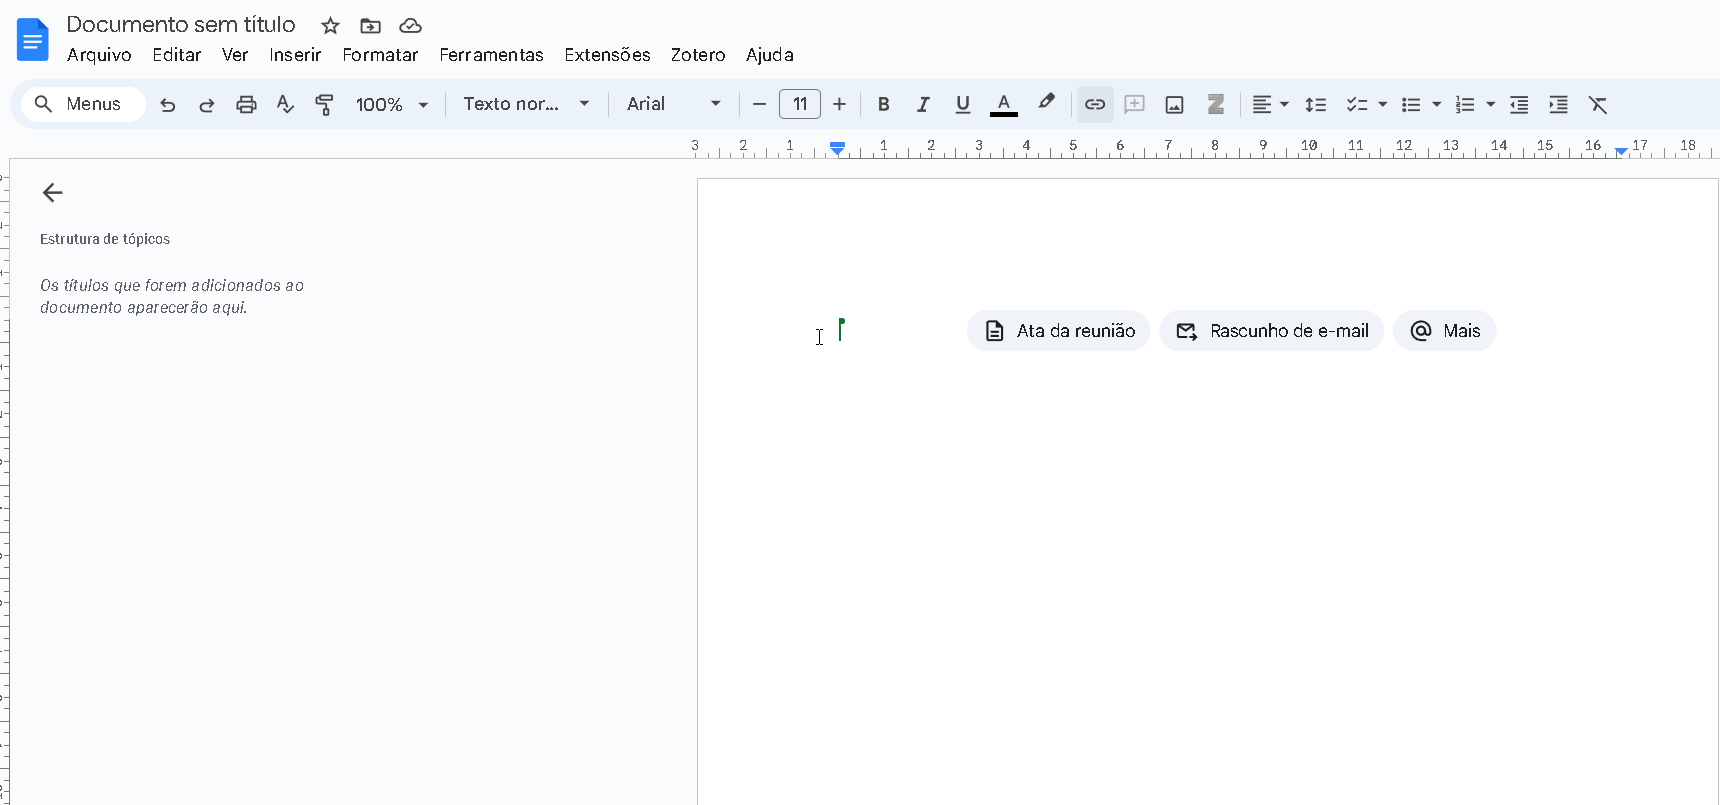 Documento sem título
Arquivo Editar Ver Inserir Formatar Ferramentas Extensões Zotero Ajuda
Menus 100% Texto nor... Arial 11 B I U A
3 2 1 1 2 3 4 5 6 7 8 9 10 11 12 13 14 15 16 17 18
Estrutura de tópicos
Os títulos que forem adicionados ao
documento aparecerão aqui.
Ata da reunião Rascunho de e-mail Mais